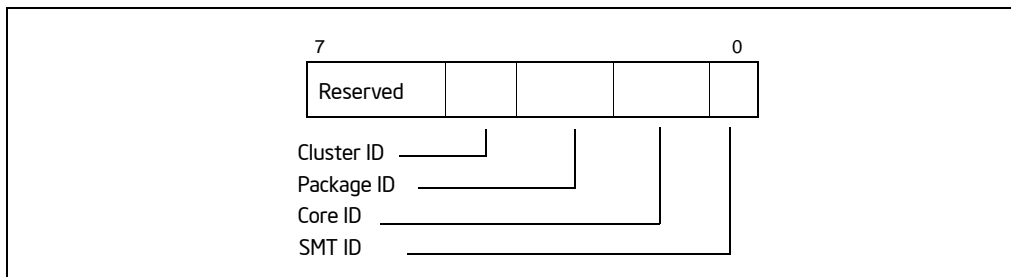 7 0
Reserved
Cluster ID
Package ID
Core ID
SMT ID